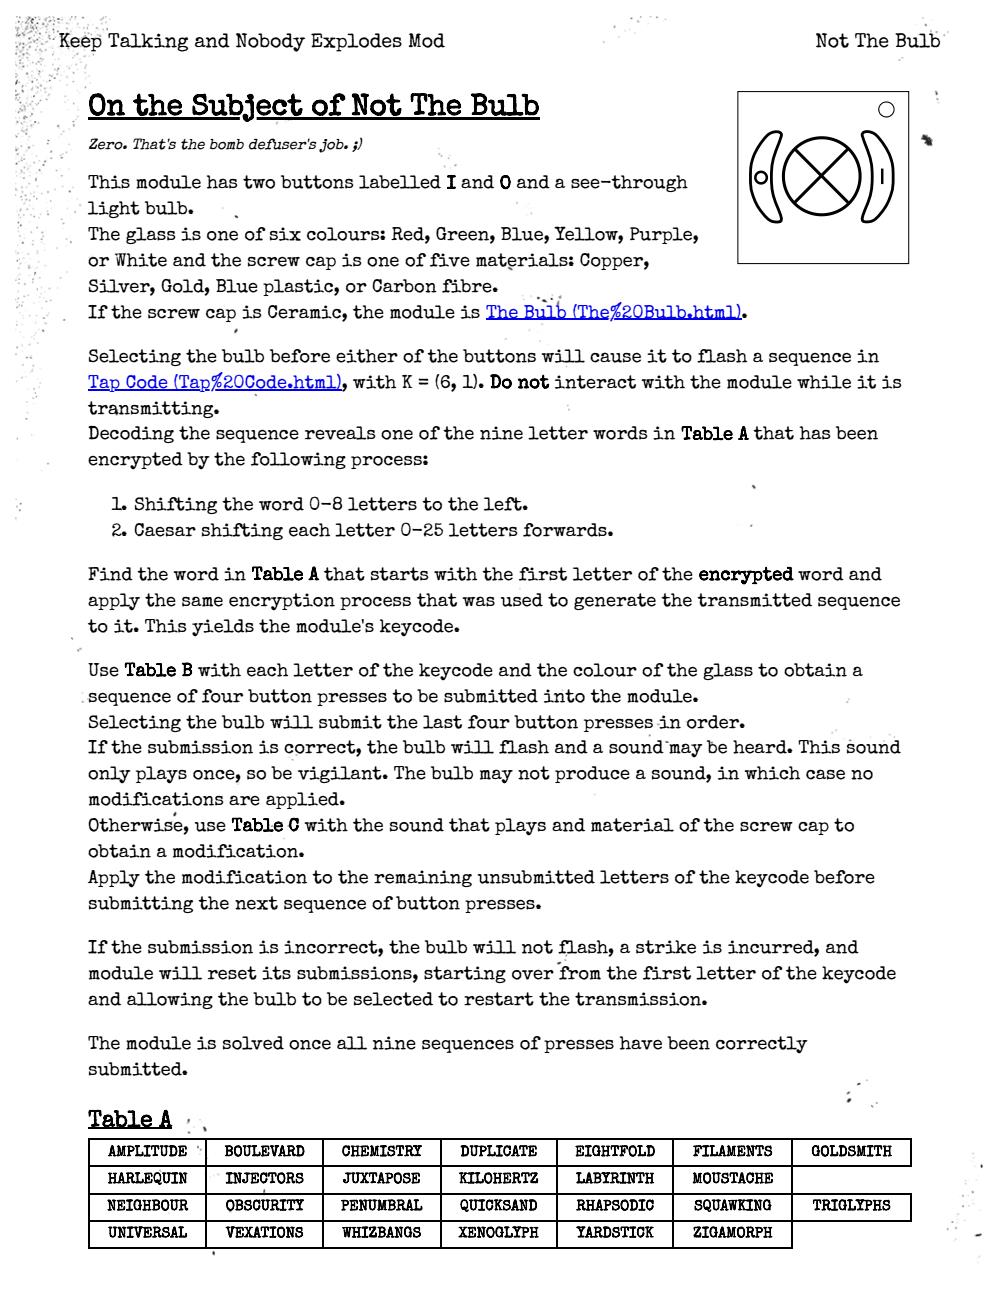 Keep Talking and Nobody Explodes Mod Not The Bulb
On the Subject of Not The Bulb
Zero. That's the bomb defuser's job. ;)
This module has two buttons labelled I and O and a see-through
light bulb.
The glass is one of six colours: Red, Green, Blue, Yellow, Purple,
or White and the screw cap is one of five materials: Copper,
Silver, Gold, Blue plastic, or Carbon fibre.
If the screw cap is Ceramic, the module is The Bulb (The%20Bulb.html).
Selecting the bulb before either of the buttons will cause it to flash a sequence in
Tap Code (Tap%20Code.html), with K = (6, 1). Do not interact with the module while it is
transmitting.
Decoding the sequence reveals one of the nine letter words in Table A that has been
encrypted by the following process:
1. Shifting the word 0-8 letters to the left.
2. Caesar shifting each letter 0-25 letters forwards.
Find the word in Table A that starts with the first letter of the encrypted word and
apply the same encryption process that was used to generate the transmitted sequence
to it. This yields the module's keycode.
Use Table B with each letter of the keycode and the colour of the glass to obtain a
sequence of four button presses to be submitted into the module.
Selecting the bulb will submit the last four button presses in order.
If the submission is correct, the bulb will flash and a sound may be heard. This sound
only plays once, so be vigilant. The bulb may not produce a sound, in which case no
modifications are applied.
Otherwise, use Table C with the sound that plays and material of the screw cap to
obtain a modification.
Apply the modification to the remaining unsubmitted letters of the keycode before
submitting the next sequence of button presses.
If the submission is incorrect, the bulb will not flash, a strike is incurred, and
module will reset its submissions, starting over from the first letter of the keycode
and allowing the bulb to be selected to restart the transmission.
The module is solved once all nine sequences of presses have been correctly
submitted.
Table A
AMPLITUDE BOULEVARD CHEMISTRY DUPLICATE EIGHTFOLD FILAMENTS GOLDSMITH
HARLEQUIN INJECTORS JUXTAPOSE KILOHERTZ LABYRINTH MOUSTACHE
NEIGHBOUR OBSCURITY PENUMBRAL QUICKSAND RHAPSODIC SQUAWKING TRIGLYPHS
UNIVERSAL VEXATIONS WHIZBANGS XENOGLYPH YARDSTICK ZIGAMORPH